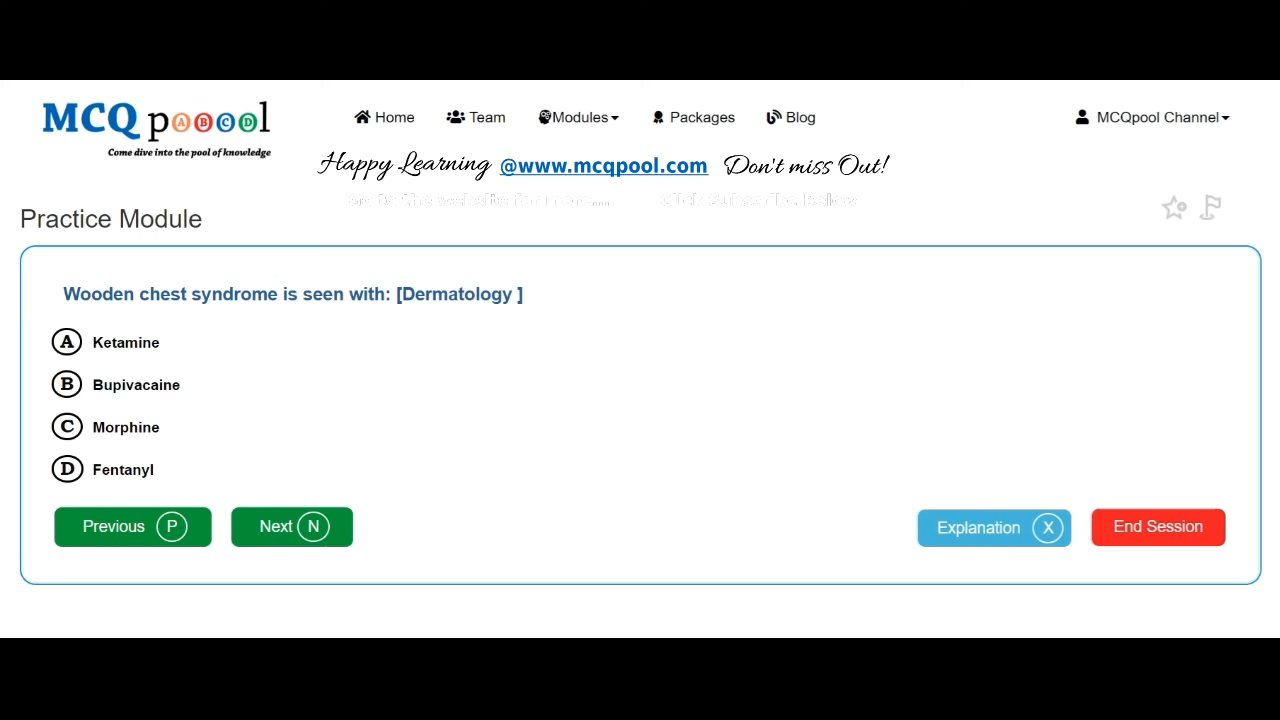 MCQ pooool
Come dive into the pool of knowledge
Home Team Modules Packages Blog MCQpool Channel
Happy Learning @www.mcqpool.com Don't miss Out!
Practice Module
Wooden chest syndrome is seen with: [Dermatology ]
A Ketamine
B Bupivacaine
C Morphine
D Fentanyl
Previous P Next N Explanation X End Session